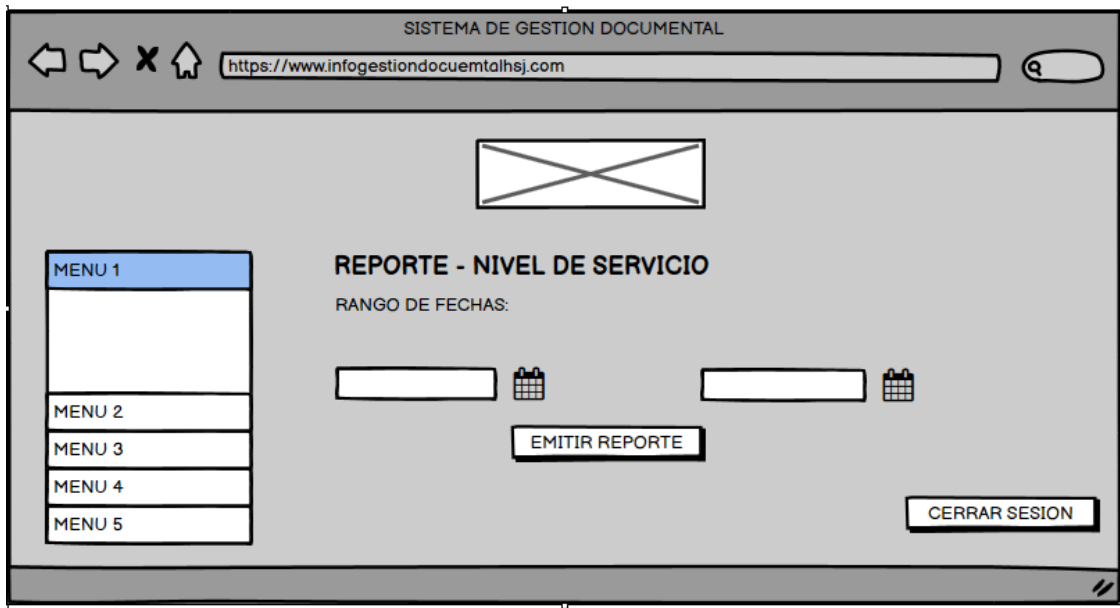 SISTEMA DE GESTION DOCUMENTAL
https://www.infogestiondocuemtalhsj.com
MENU 1
MENU 2
MENU 3
MENU 4
MENU 5
REPORTE - NIVEL DE SERVICIO
RANGO DE FECHAS:
EMITIR REPORTE
CERRAR SESION